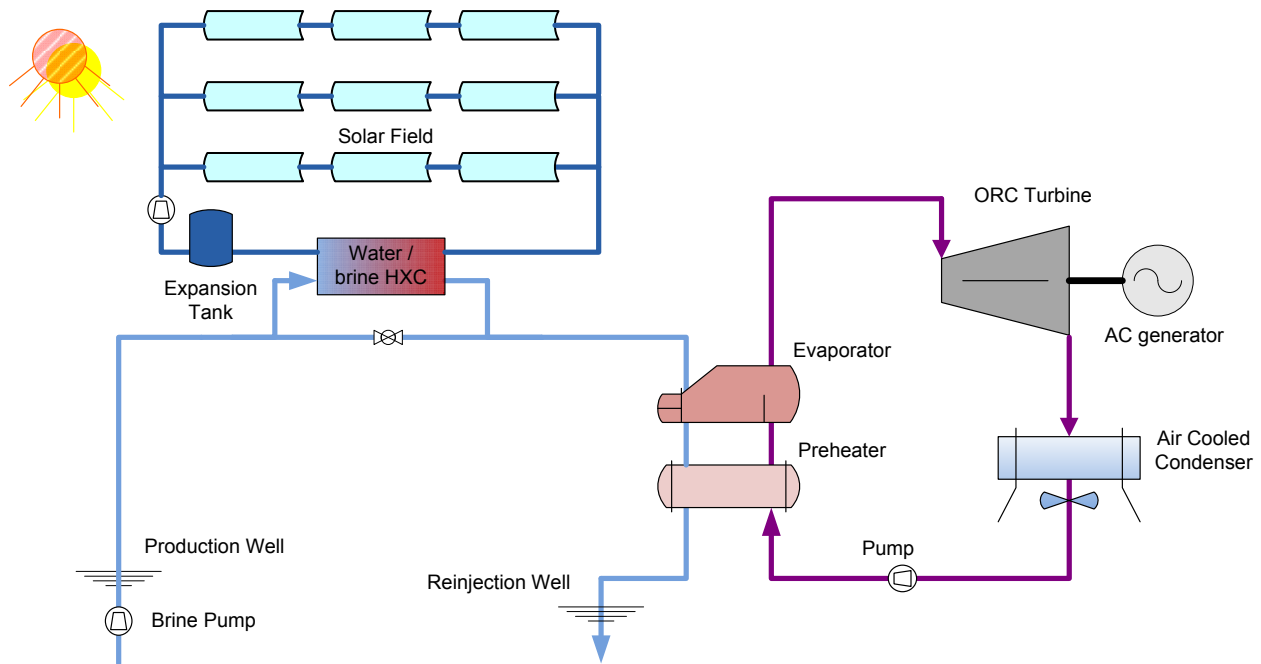 Solar Field
ORC Turbine
Water /
brine HXC
Expansion
Tank
AC generator
Evaporator
Air Cooled
Condenser
Preheater
Production Well
Pump
Reinjection Well
Brine Pump